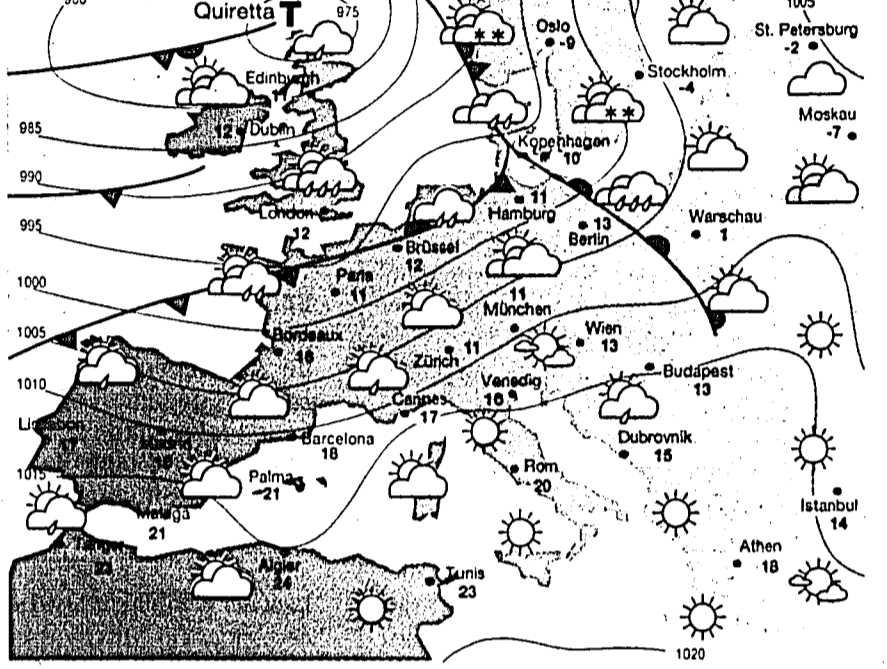 975
1005
Quiretta T
Oslo
-9
St. Petersburg
-2
Edinburgh
Stockholm
-4
Moskau
-7
985
12 Dublin
Kopenhagen
10
990
London
12
11
Hamburg
13
Berlin
Warschau
1
995
Brüssel
12
Paris
11
1000
11
München
Bordeaux
16
Wien
13
1005
11
Zürich
Budapest
13
1010
Venedig
16
Cannes
17
Barcelona
18
Dubrovnik
15
Rom
20
1015
Palma
21
Istanbul
14
Malaga
21
Algier
24
Athen
18
Tunis
23
1020